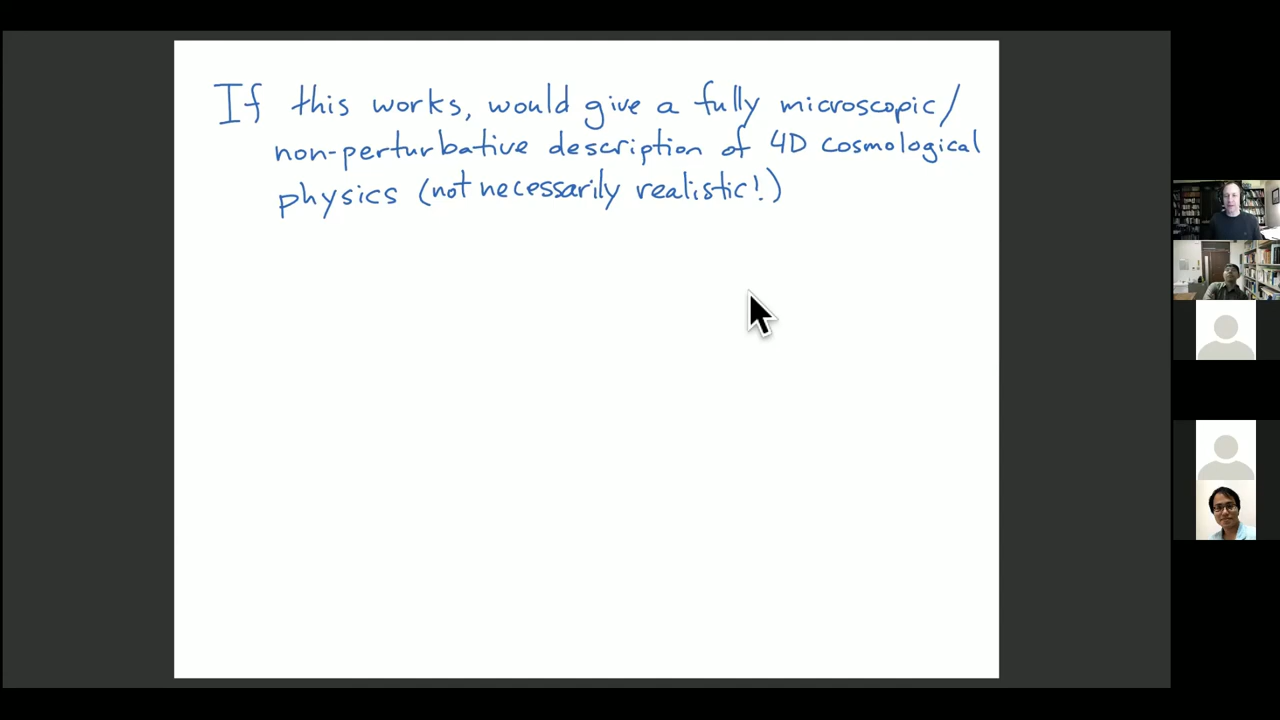 If this works, would give a fully microscopic/
non-perturbative description of 4D cosmological
physics (not necessarily realistic!)